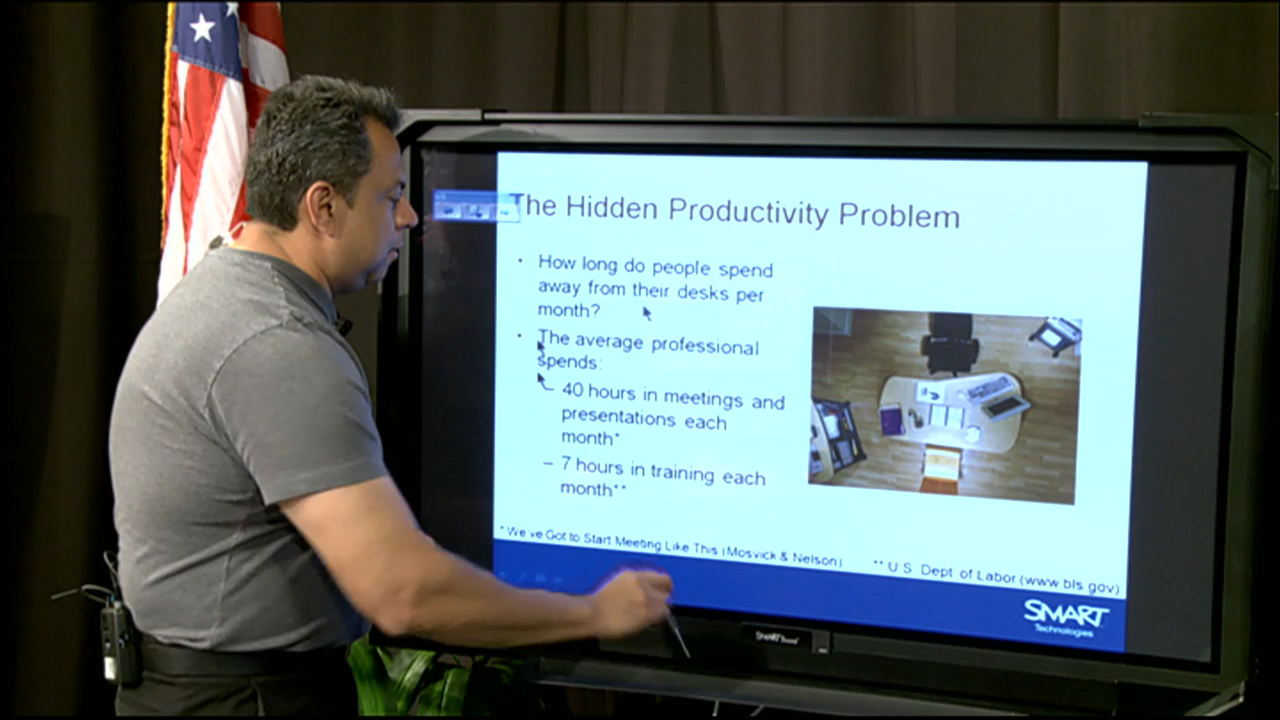 The Hidden Productivity Problem
• How long do people spend
away from their desks per
month?
• The average professional
spends:
– 40 hours in meetings and
presentations each
month*
– 7 hours in training each
month**
* We've Got to Start Meeting Like This (Mosvick & Nelson)
** U.S. Dept of Labor (www.bls.gov)
SMART
Technologies
SMART Board